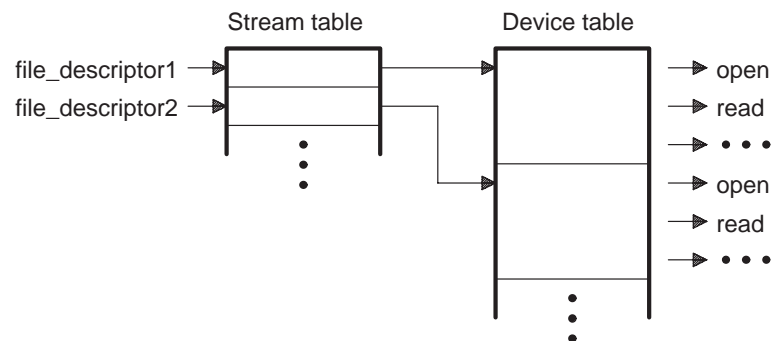 Stream table
Device table
file_descriptor1
file_descriptor2
open
read
• • •
open
read
• • •